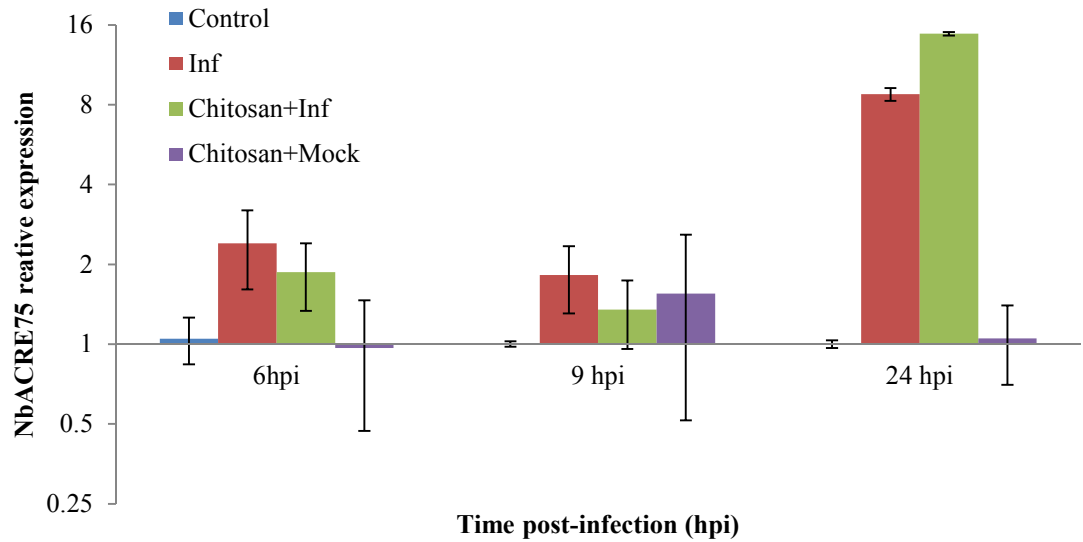 Control
Inf
Chitosan+Inf
Chitosan+Mock
NbACRE75 reative expression
16
8
4
2
1
0.5
0.25
6hpi
9 hpi
24 hpi
Time post-infection (hpi)